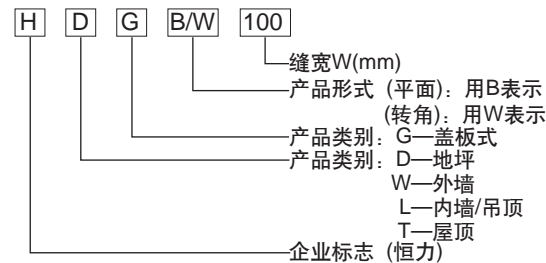 H D G B/W 100
缝宽W(mm)
产品形式 (平面)：用B表示
(转角)：用W表示
产品类别：G—盖板式
产品类别：D—地坪
W—外墙
L—内墙/吊顶
T—屋顶
企业标志 (恒力)